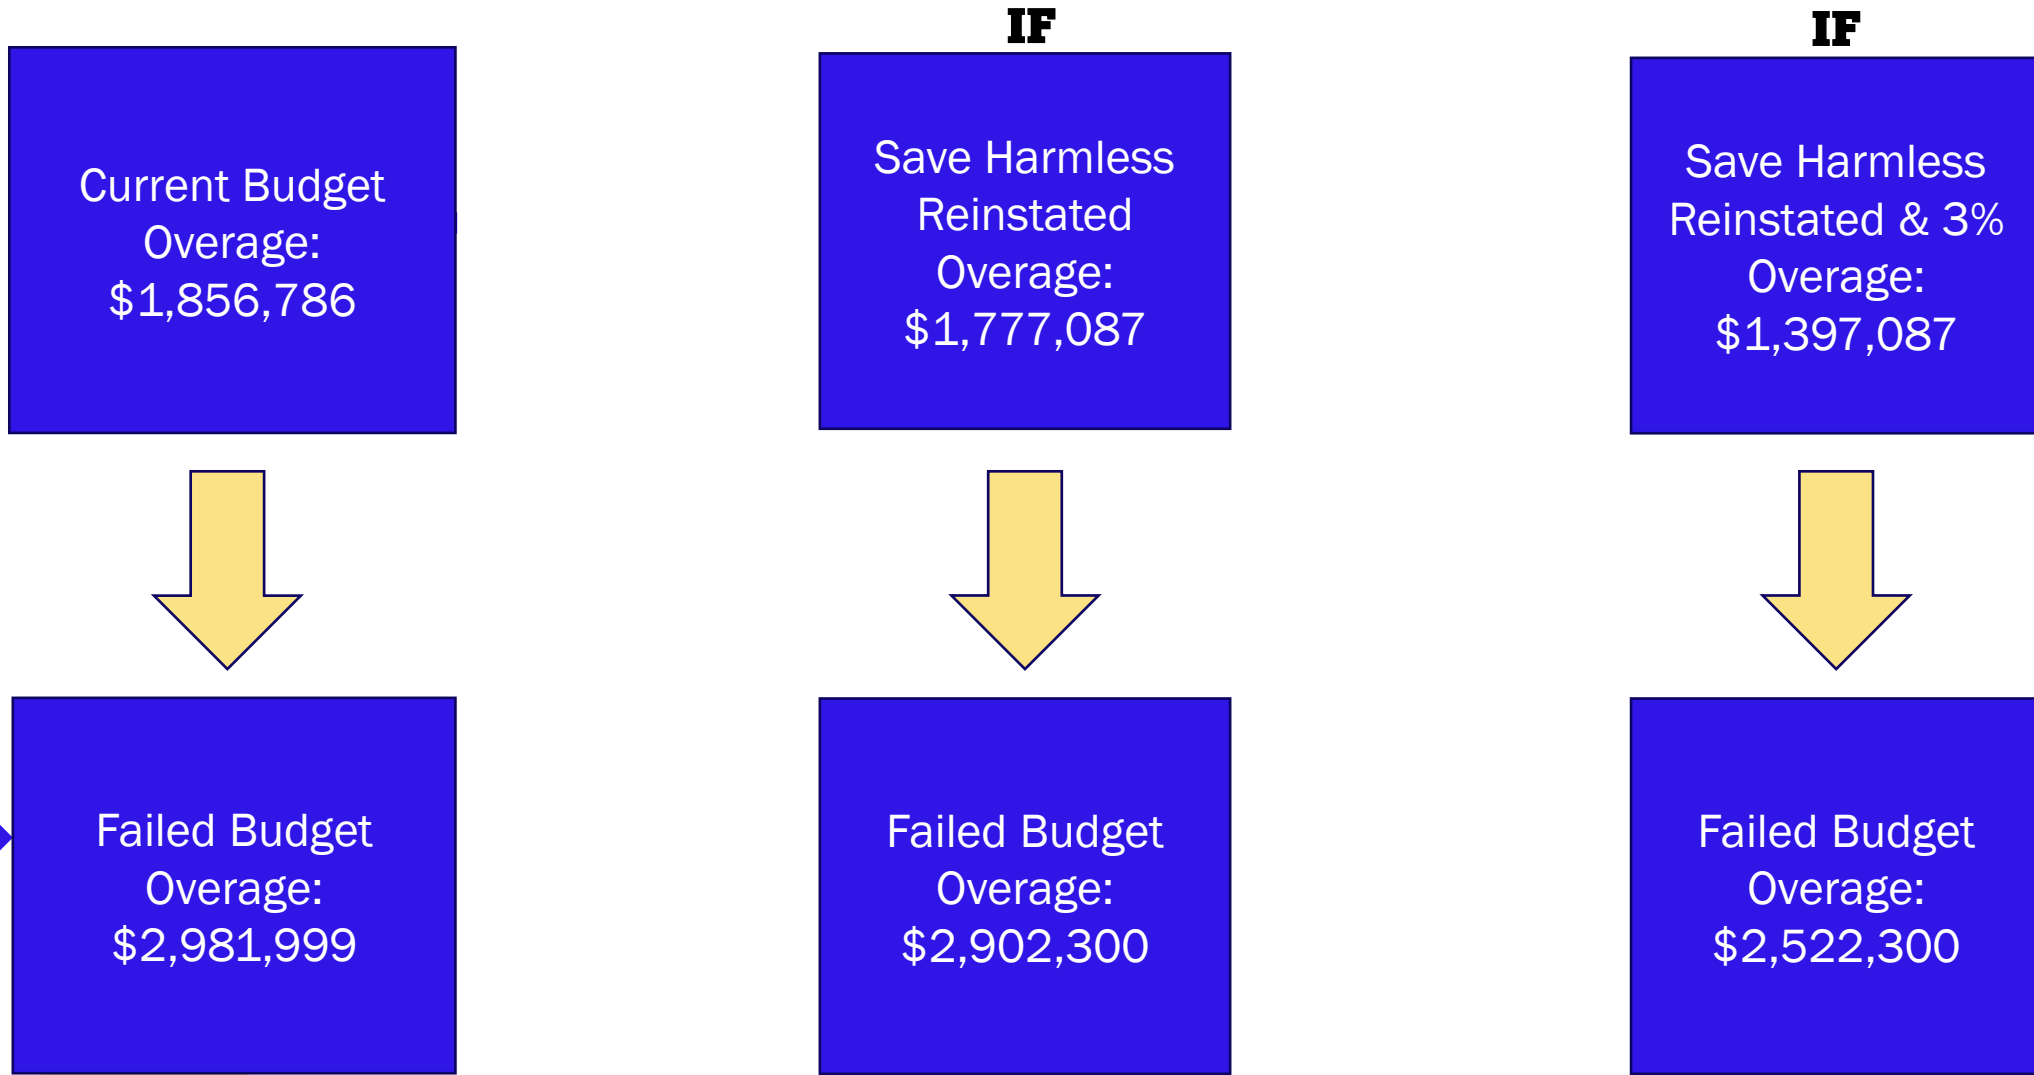 Current Budget
Overage:
$1,856,786
IF
Save Harmless
Reinstated
Overage:
$1,777,087
IF
Save Harmless
Reinstated & 3%
Overage:
$1,397,087
Failed Budget
Overage:
$2,981,999
Failed Budget
Overage:
$2,902,300
Failed Budget
Overage:
$2,522,300